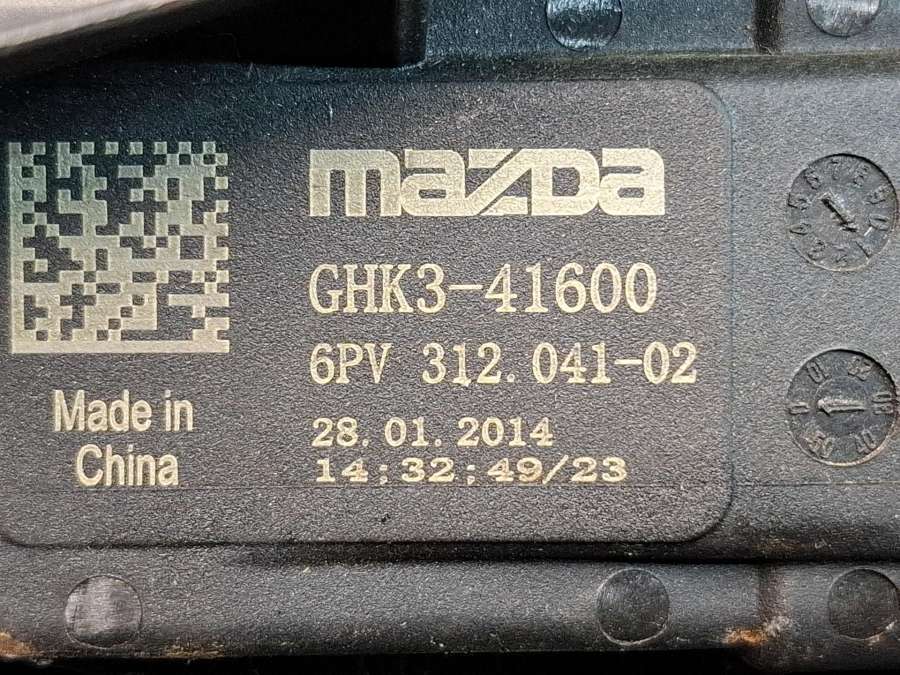 mazda
GHK3-41600
6PV 312.041-02
28.01.2014
14;32;49/23
Made in
China